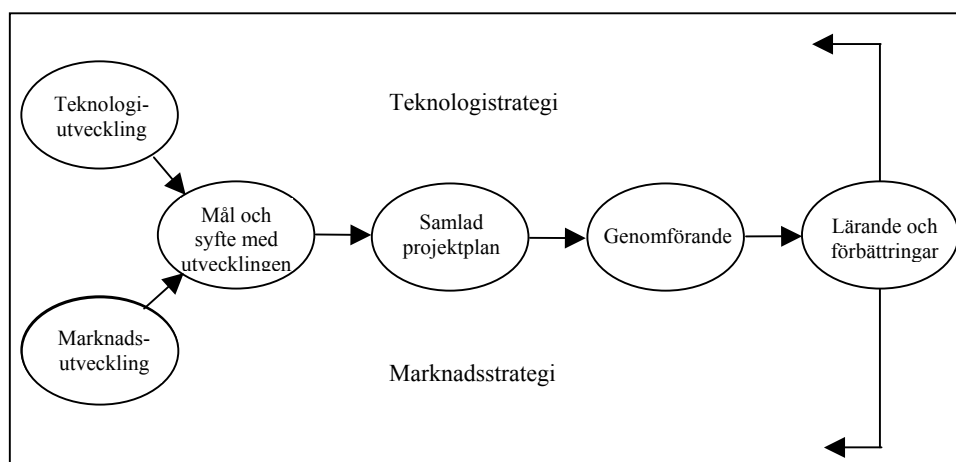 Teknologi-
utveckling
Teknologistrategi
Mål och
syfte med
utvecklingen
Samlad
projektplan
Genomförande
Lärande och
förbättringar
Marknads-
utveckling
Marknadsstrategi